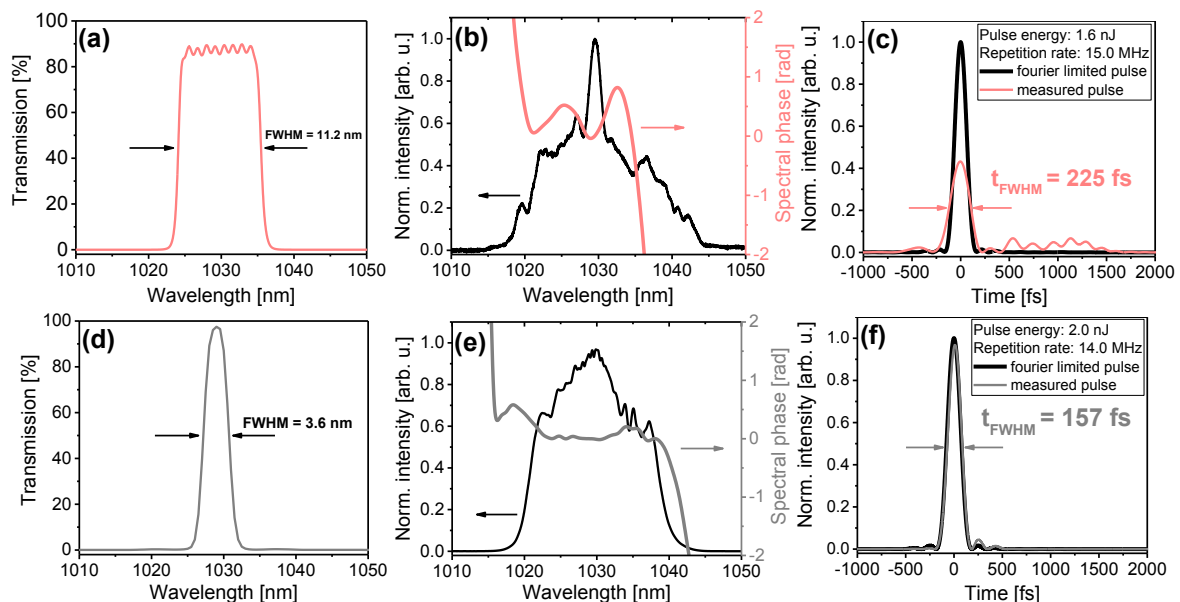 (a)
Transmission [%]
100
80
60
40
20
0
FWHM = 11.2 nm
1010 1020 1030 1040 1050
Wavelength [nm]
(b)
Norm. intensity [arb. u.]
1.0
0.8
0.6
0.4
0.2
0.0
2
1
0
-1
-2
Spectral phase [rad]
1010 1020 1030 1040 1050
Wavelength [nm]
(c)
Norm. intensity [arb. u.]
1.0
0.8
0.6
0.4
0.2
0.0
Pulse energy: 1.6 nJ
Repetition rate: 15.0 MHz
fourier limited pulse
measured pulse
tFWHM = 225 fs
-1000 -500 0 500 1000 1500 2000
Time [fs]
(d)
Transmission [%]
100
80
60
40
20
0
FWHM = 3.6 nm
1010 1020 1030 1040 1050
Wavelength [nm]
(e)
Norm. intensity [arb. u.]
1.0
0.8
0.6
0.4
0.2
0.0
2
1
0
-1
-2
Spectral phase [rad]
1010 1020 1030 1040 1050
Wavelength [nm]
(f)
Norm. intensity [arb. u.]
1.0
0.8
0.6
0.4
0.2
0.0
Pulse energy: 2.0 nJ
Repetition rate: 14.0 MHz
fourier limited pulse
measured pulse
tFWHM = 157 fs
-1000 -500 0 500 1000 1500 2000
Time [fs]